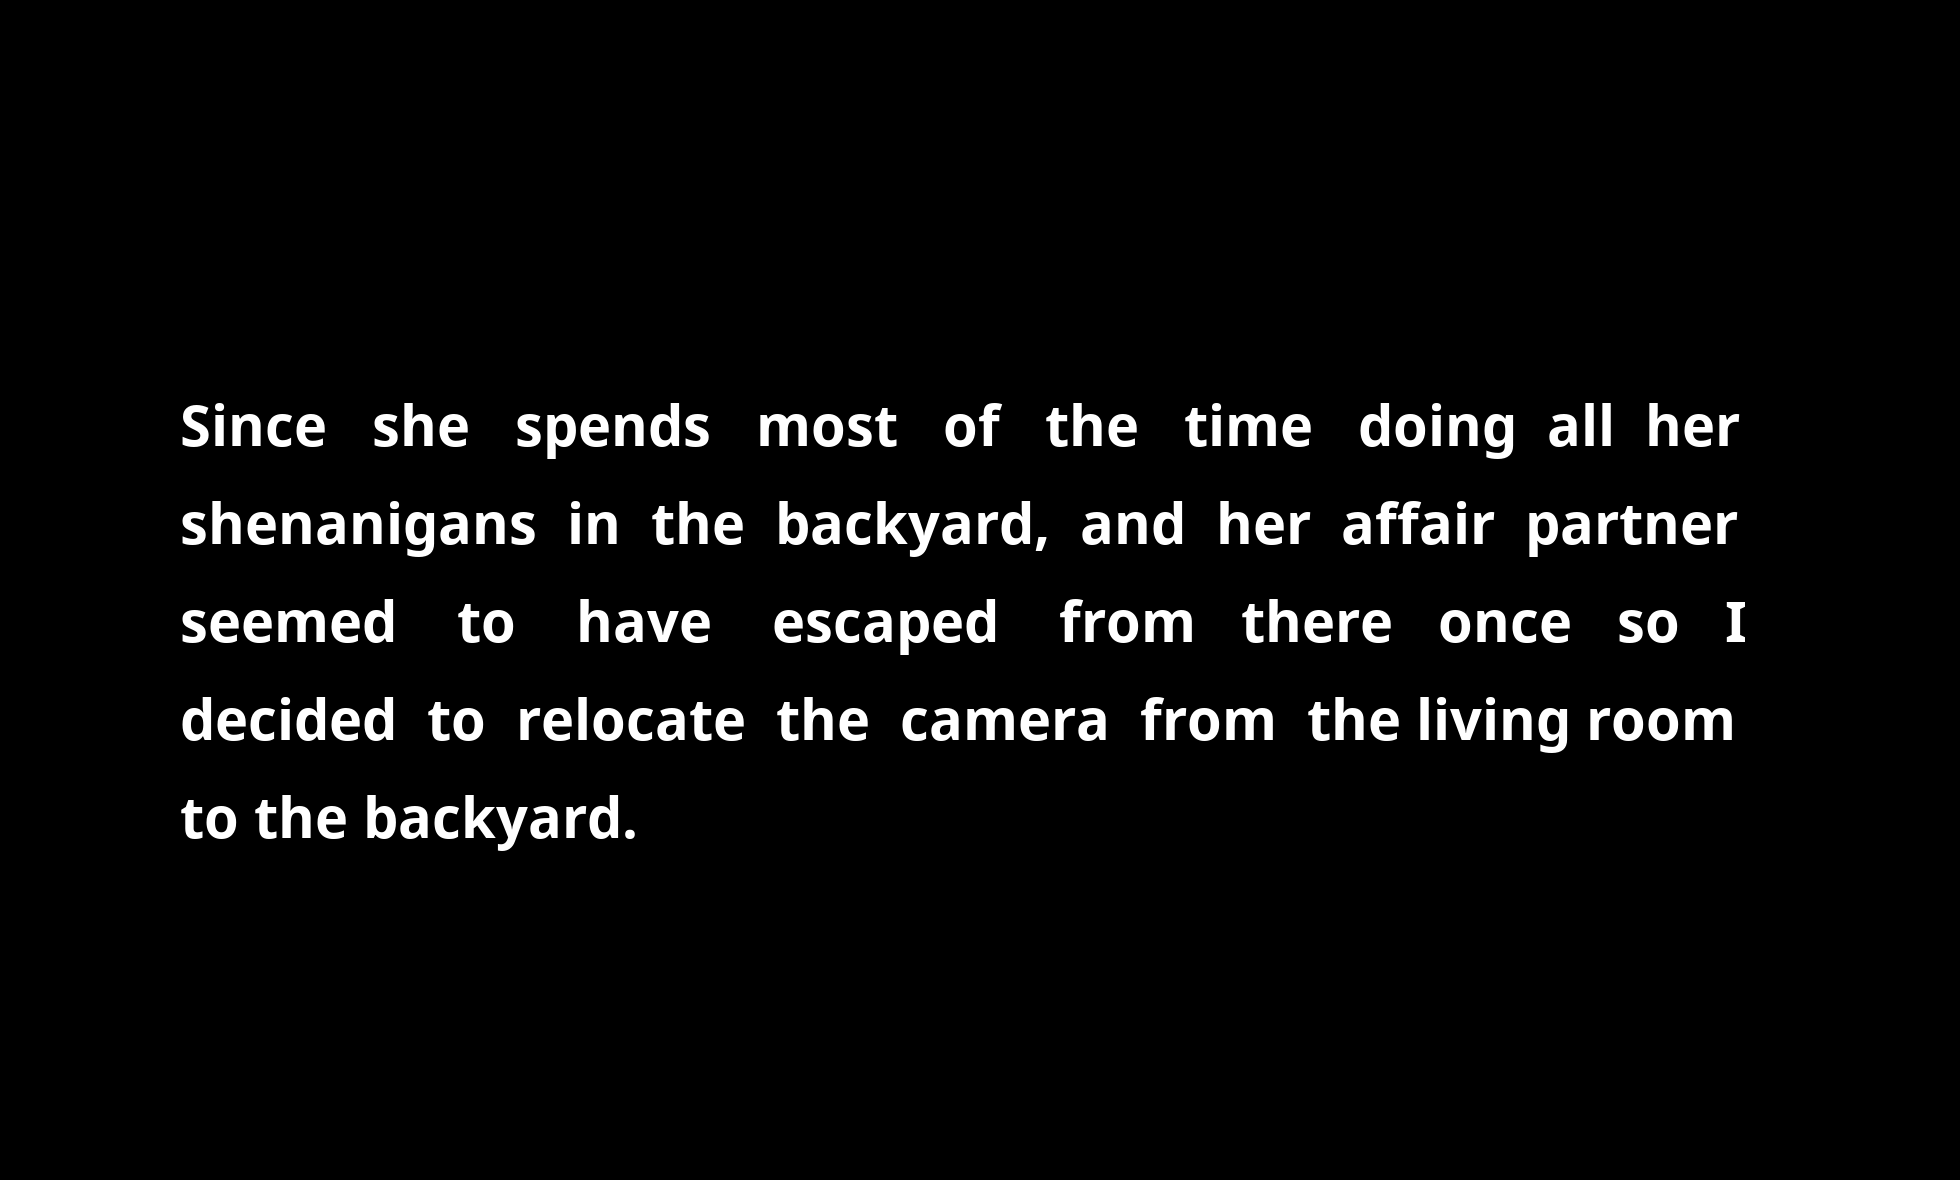 Since she spends most of the time doing all her
shenanigans in the backyard, and her affair partner
seemed to have escaped from there once so I
decided to relocate the camera from the living room
to the backyard.